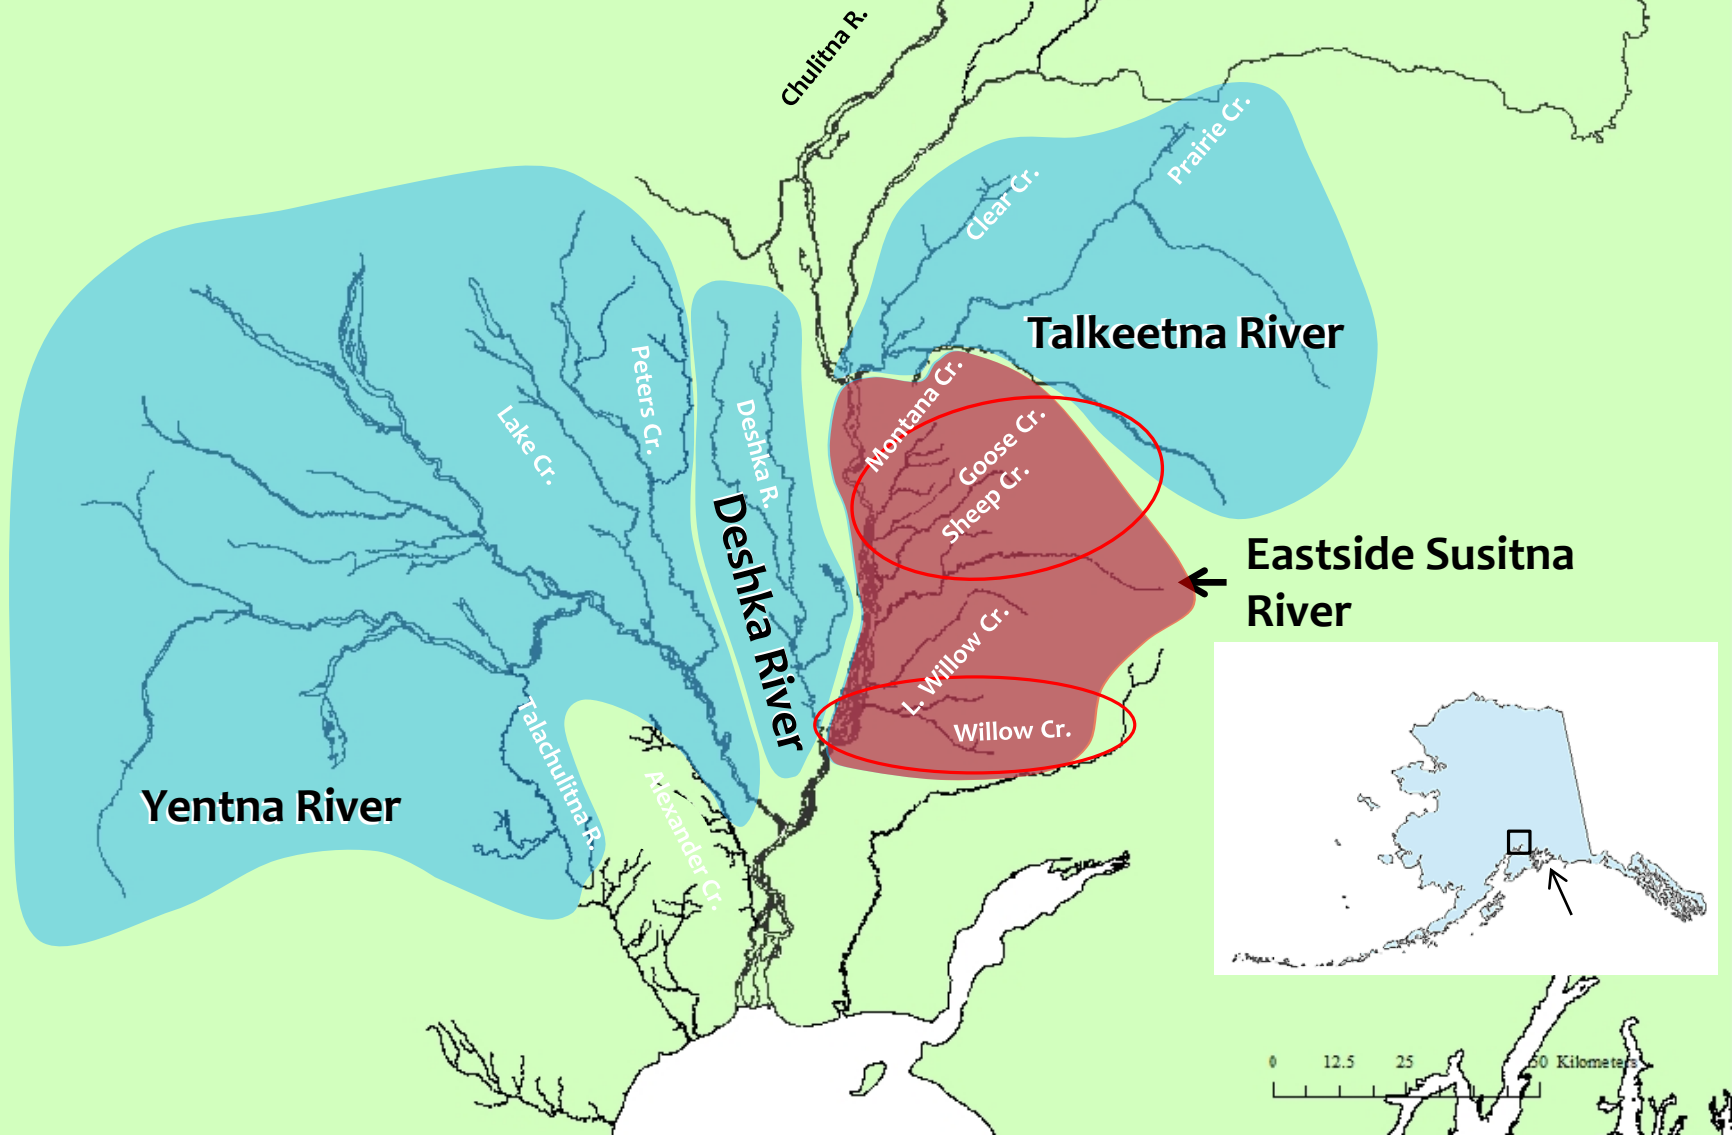 Chulitna R.
Prairie Cr.
Clear Cr.
Talkeetna River
Peters Cr.
Lake Cr.
Deshka R.
Montana Cr.
Goose Cr.
Sheep Cr.
Deshka River
Eastside Susitna
River
L. Willow Cr.
Willow Cr.
Talachulitna R.
Alexander Cr.
Yentna River
0 12.5 25 50 Kilometers